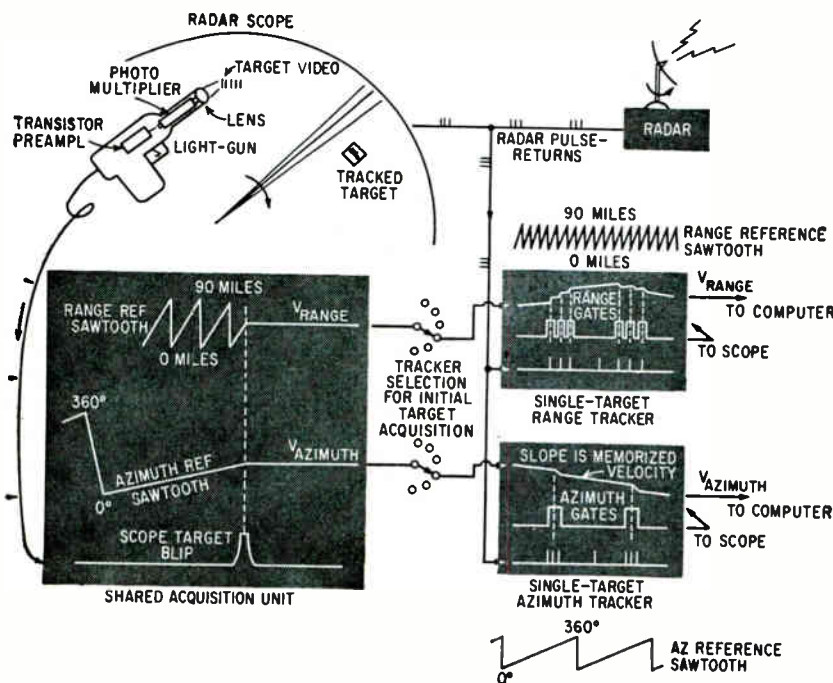 RADAR SCOPE
PHOTO
MULTIPLIER
TARGET VIDEO
LENS
TRANSISTOR
PREAMPL
LIGHT-GUN
TRACKED
TARGET
RADAR PULSE-
RETURNS
RADAR
90 MILES
RANGE REFERENCE
SAWTOOTH
0 MILES
RANGE
GATES
VRANGE
TO COMPUTER
TO SCOPE
SINGLE-TARGET
RANGE TRACKER
90 MILES
RANGE REF
SAWTOOTH
VRANGE
0 MILES
360°
AZIMUTH REF
SAWTOOTH
0°
VAZIMUTH
SCOPE TARGET
BLIP
SHARED ACQUISITION UNIT
TRACKER
SELECTION
FOR INITIAL
TARGET
ACQUISITION
SLOPE IS MEMORIZED
VELOCITY
AZIMUTH
GATES
VAZIMUTH
TO COMPUTER
TO SCOPE
SINGLE-TARGET
AZIMUTH TRACKER
360°
AZ REFERENCE
SAWTOOTH
0°